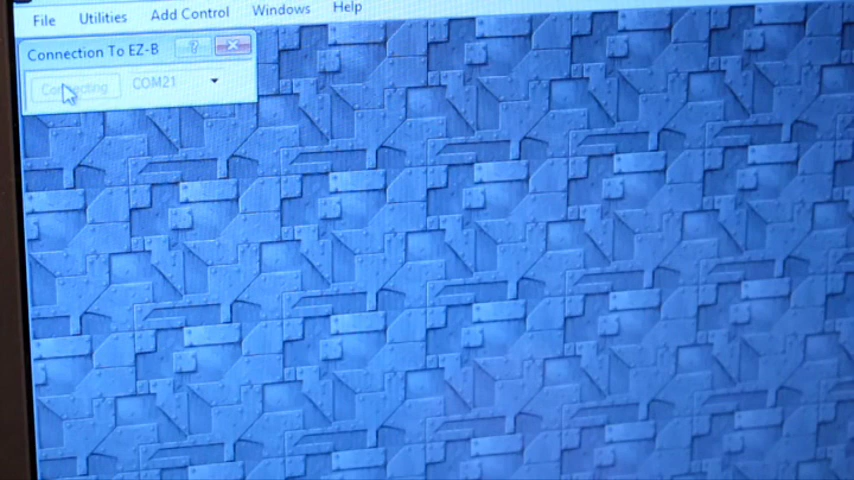 File Utilities Add Control Windows Help
Connection To EZ-B ?
Connecting COM21